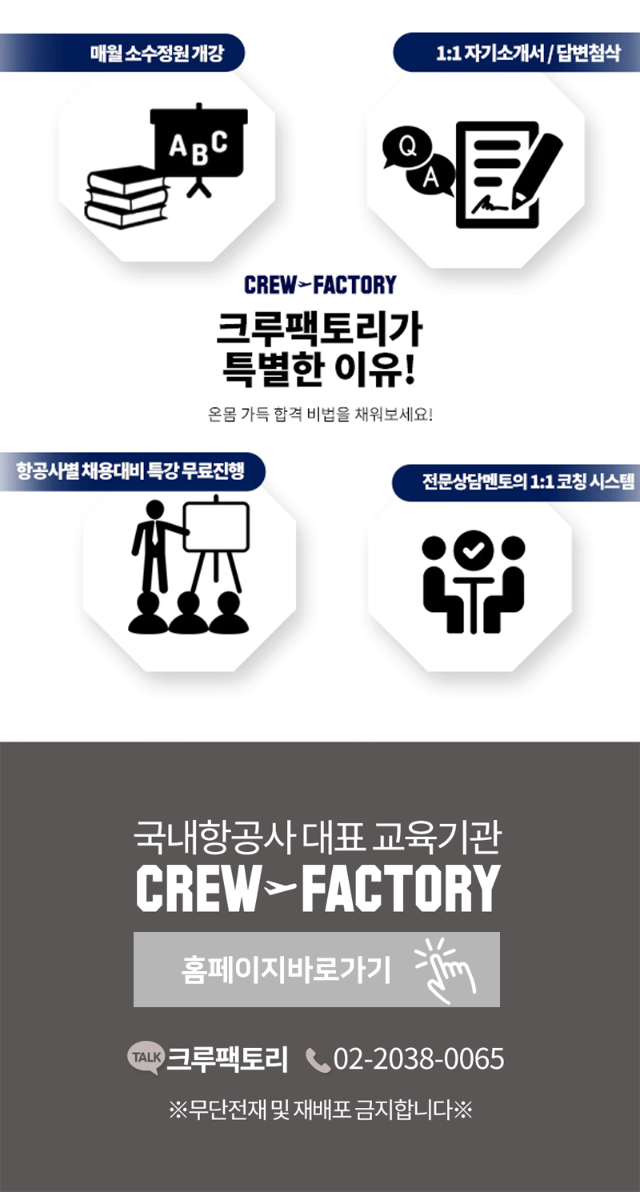 매월 소수정원 개강
1:1 자기소개서 / 답변첨삭
A B C
Q
A
CREW FACTORY
크루팩토리가
특별한 이유!
온몸 가득 합격 비법을 채워보세요!
항공사별 채용대비 특강 무료진행
전문상담멘토의 1:1 코칭 시스템
국내항공사 대표 교육기관
CREW FACTORY
홈페이지바로가기
TALK 크루팩토리 02-2038-0065
※무단전재 및 재배포 금지합니다※